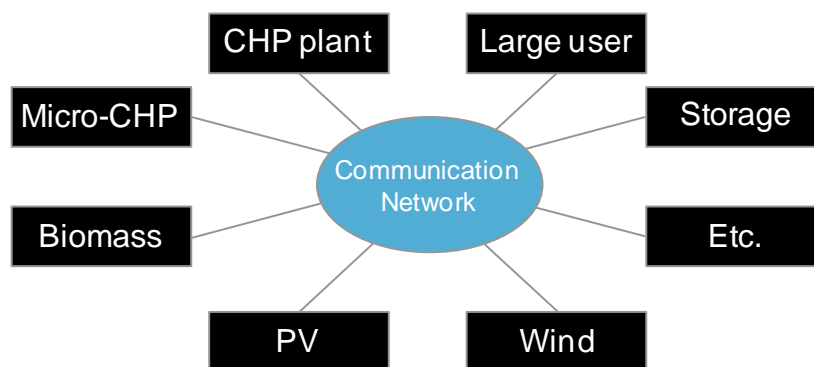 CHP plant
Large user
Micro-CHP
Storage
Communication
Network
Biomass
Etc.
PV
Wind